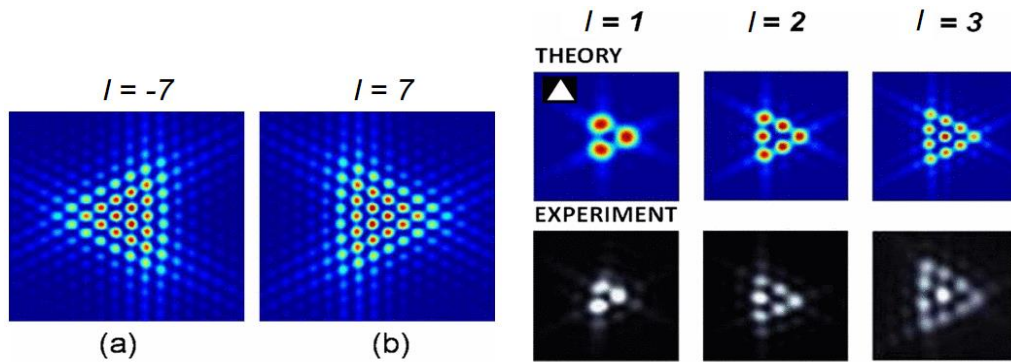 l = -7
l = 7
(a)
(b)
l = 1
l = 2
l = 3
THEORY
EXPERIMENT